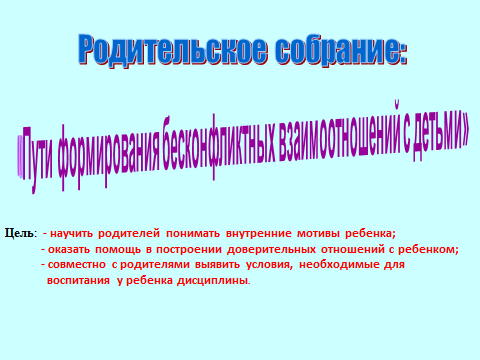 Родительское собрание:
«Пути формирования бесконфликтных взаимоотношений с детьми»
Цель: - научить родителей понимать внутренние мотивы ребенка;
- оказать помощь в построении доверительных отношений с ребенком;
- совместно с родителями выявить условия, необходимые для
воспитания у ребенка дисциплины.